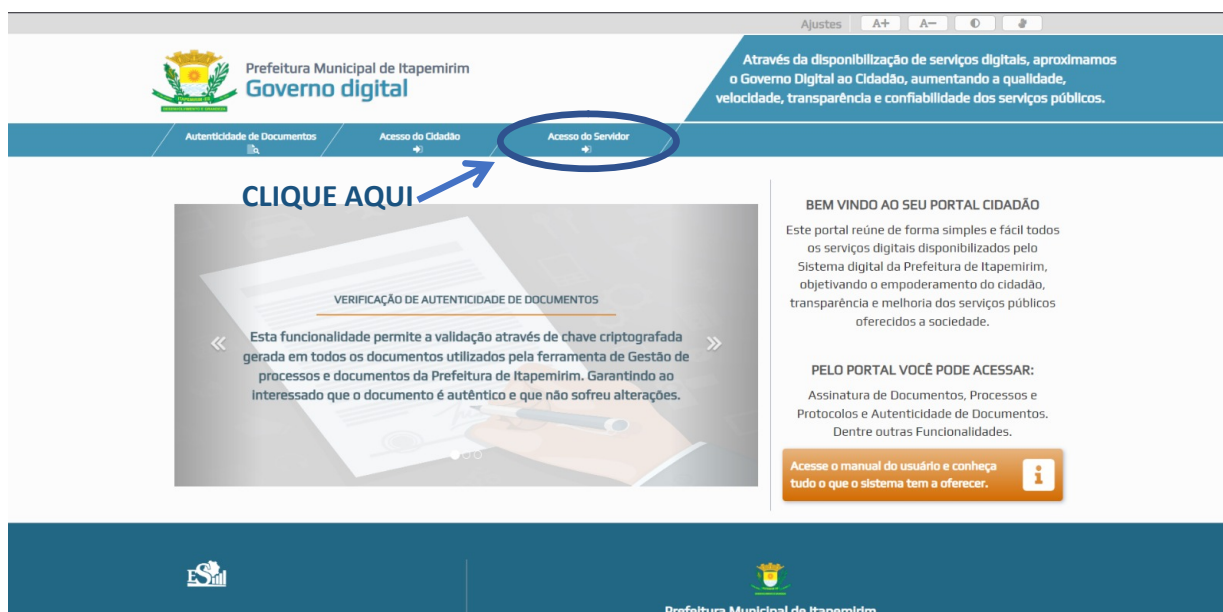 Ajustes A+ A-
Prefeitura Municipal de Itapemirim
Governo digital
Através da disponibilização de serviços digitais, aproximamos
o Governo Digital ao Cidadão, aumentando a qualidade,
velocidade, transparência e confiabilidade dos serviços públicos.
Autenticidade de Documentos
Acesso do Cidadão
Acesso do Servidor
CLIQUE AQUI
VERIFICAÇÃO DE AUTENTICIDADE DE DOCUMENTOS
Esta funcionalidade permite a validação através de chave criptografada
gerada em todos os documentos utilizados pela ferramenta de Gestão de
processos e documentos da Prefeitura de Itapemirim. Garantindo ao
interessado que o documento é autêntico e que não sofreu alterações.
BEM VINDO AO SEU PORTAL CIDADÃO
Este portal reúne de forma simples e fácil todos
os serviços digitais disponibilizados pelo
Sistema digital da Prefeitura de Itapemirim,
objetivando o empoderamento do cidadão,
transparência e melhoria dos serviços públicos
oferecidos a sociedade.
PELO PORTAL VOCÊ PODE ACESSAR:
Assinatura de Documentos, Processos e
Protocolos e Autenticidade de Documentos.
Dentre outras Funcionalidades.
Acesse o manual do usuário e conheça
tudo o que o sistema tem a oferecer.
Prefeitura Municipal de Itapemirim